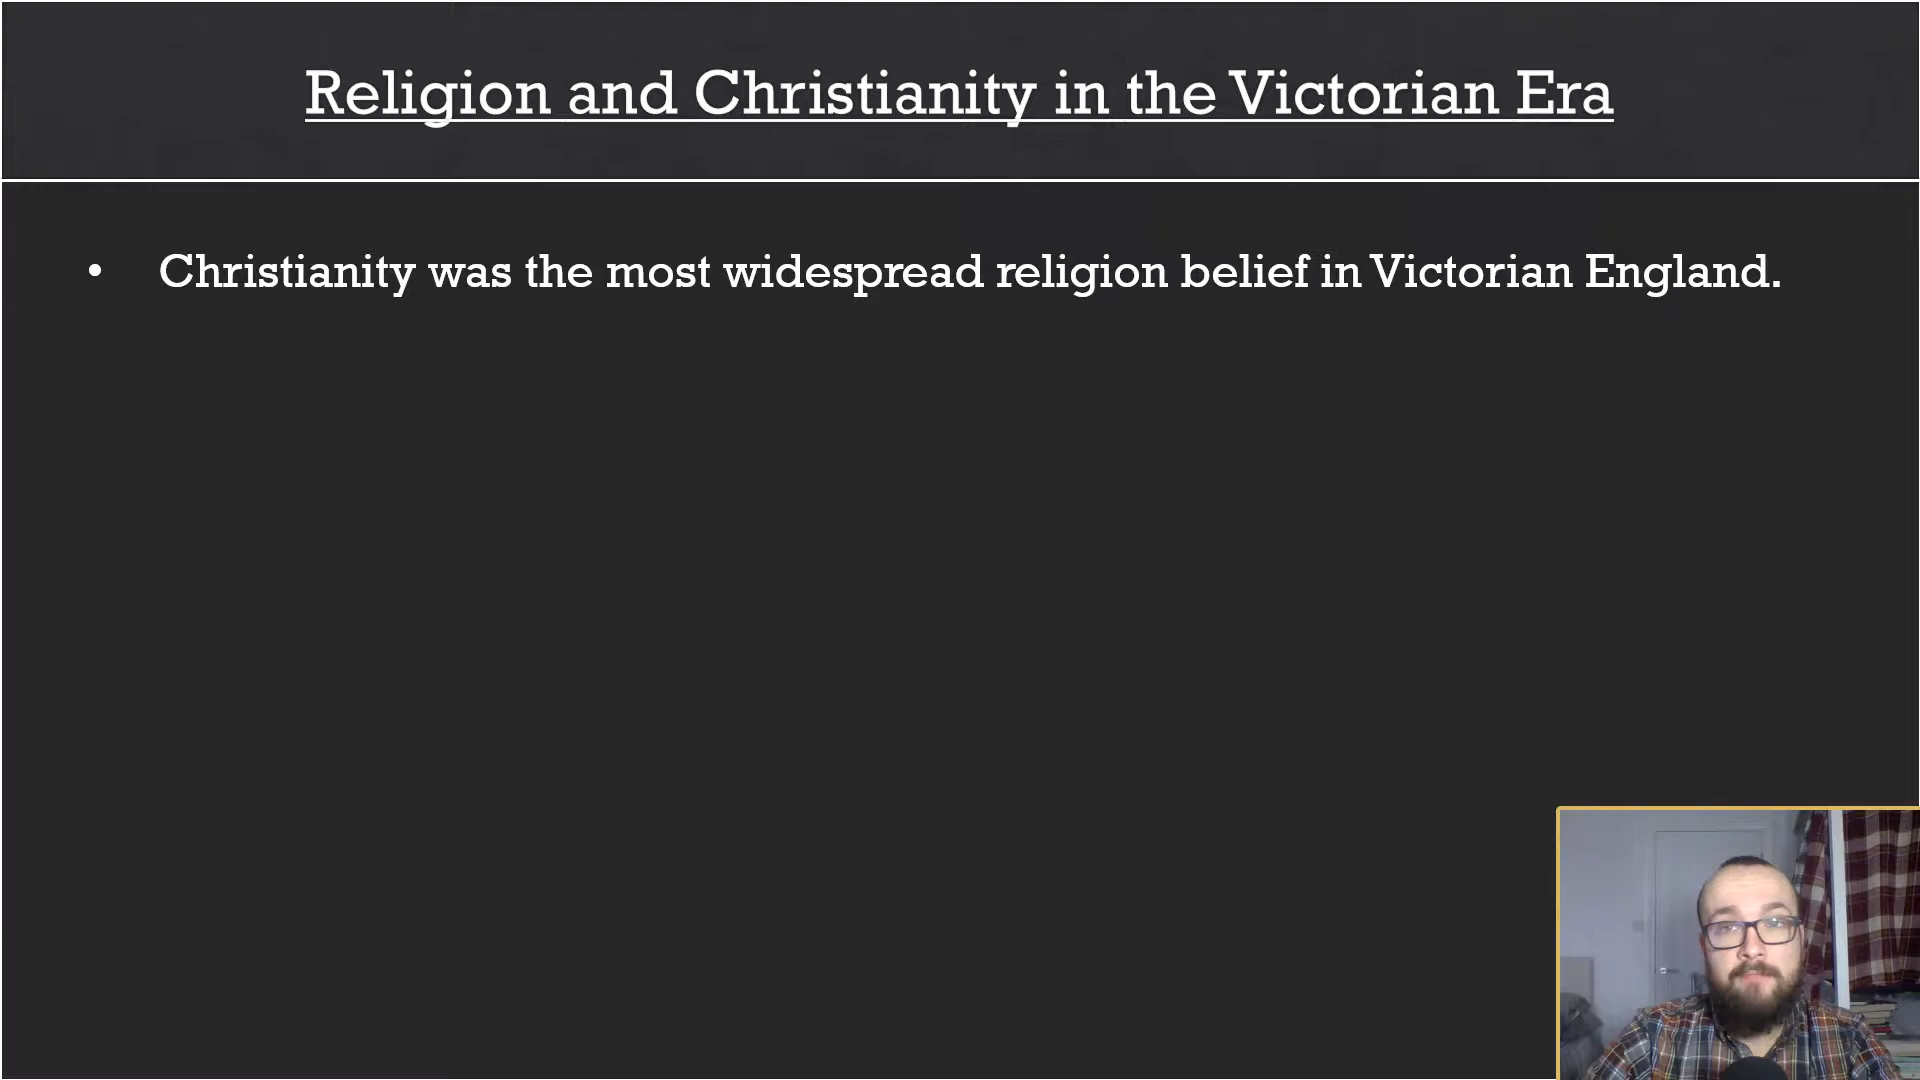 Religion and Christianity in the Victorian Era
• Christianity was the most widespread religion belief in Victorian England.